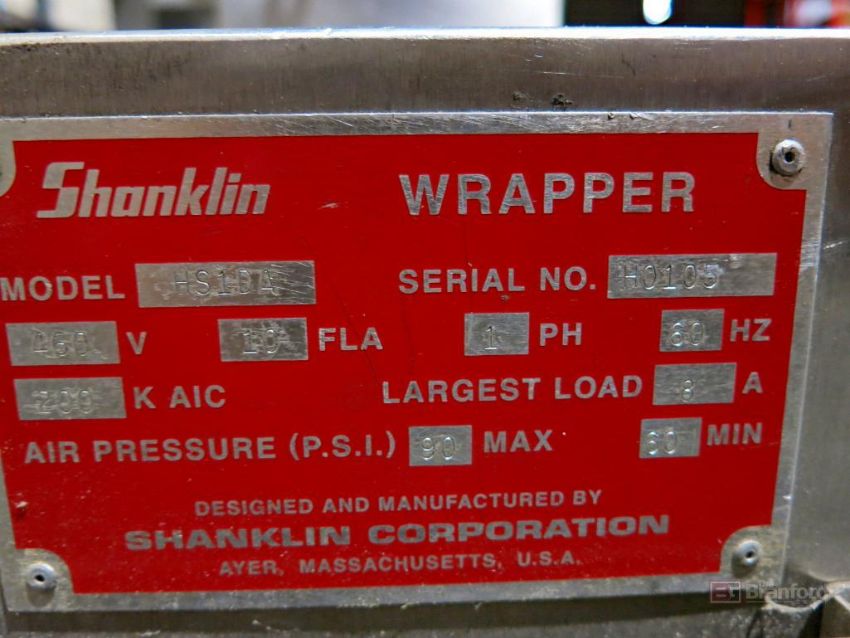 Shanklin WRAPPER
MODEL HS1DA SERIAL NO. H0105
460 V 10 FLA 1 PH 60 HZ
200 K AIC LARGEST LOAD 8 A
AIR PRESSURE (P.S.I.) 90 MAX 60 MIN
DESIGNED AND MANUFACTURED BY
SHANKLIN CORPORATION
AYER, MASSACHUSETTS, U.S.A.